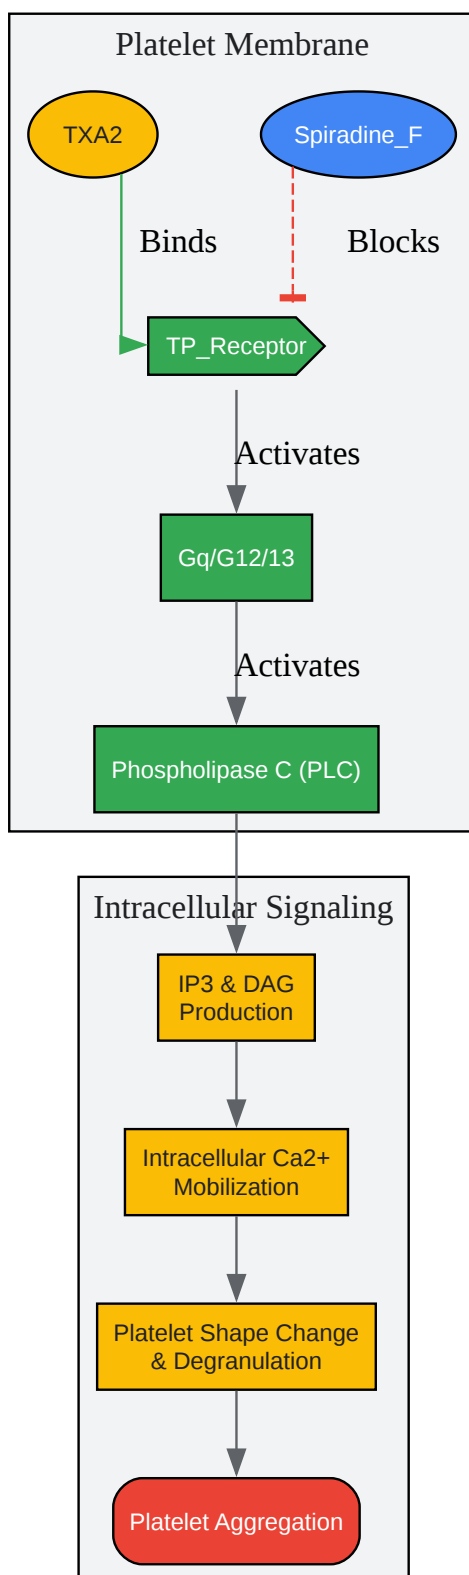 Platelet Membrane
TXA2
Spiradine_F
Binds
Blocks
TP_Receptor
Activates
Gq/G12/13
Activates
Phospholipase C (PLC)
Intracellular Signaling
IP3 & DAG
Production
Intracellular Ca2+
Mobilization
Platelet Shape Change
& Degranulation
Platelet Aggregation